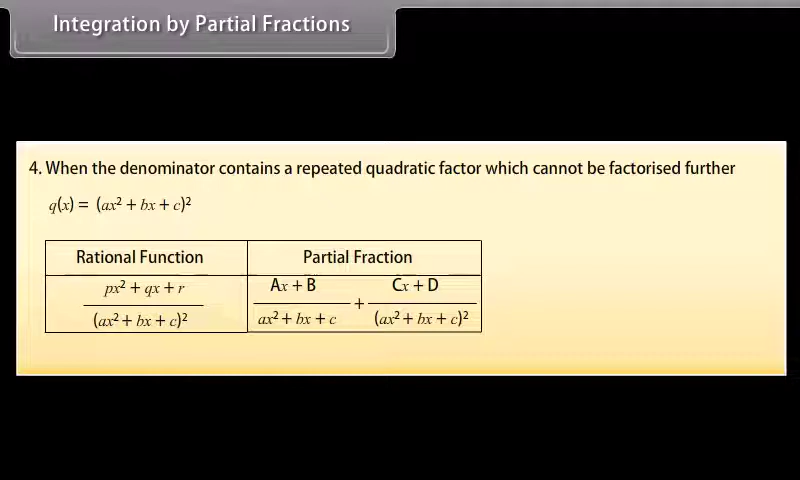 Integration by Partial Fractions
4. When the denominator contains a repeated quadratic factor which cannot be factorised further
q(x) = (ax² + bx + c)²
Rational Function Partial Fraction
px² + qx + r Ax + B Cx + D
+
(ax² + bx + c)² ax² + bx + c (ax² + bx + c)²